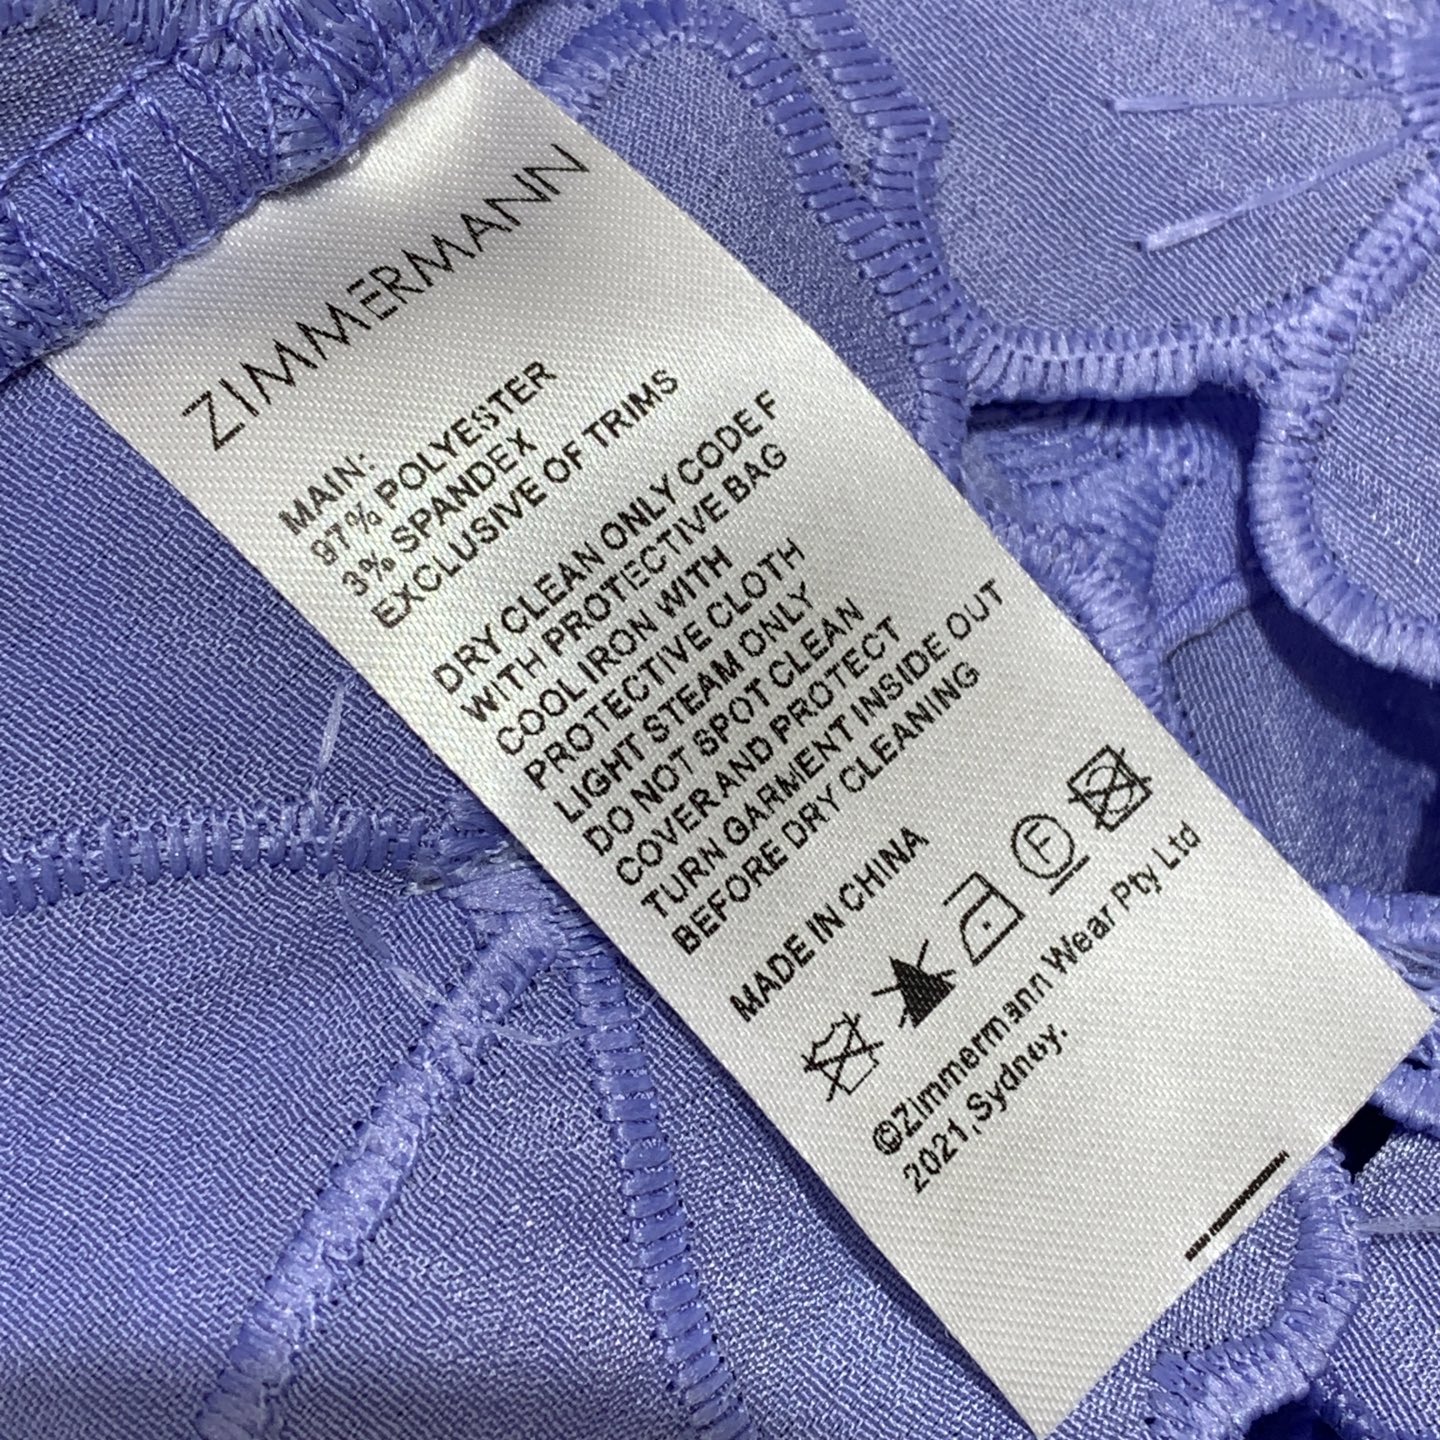 ZIMMERMANN
MAIN:
97% POLYESTER
3% SPANDEX
EXCLUSIVE OF TRIMS
DRY CLEAN ONLY CODE F
WITH PROTECTIVE BAG
COOL IRON WITH
PROTECTIVE CLOTH
LIGHT STEAM ONLY
DO NOT SPOT CLEAN
COVER AND PROTECT
TURN GARMENT INSIDE OUT
BEFORE DRY CLEANING
MADE IN CHINA
F
©Zimmermann Wear Pty Ltd
2021,Sydney.